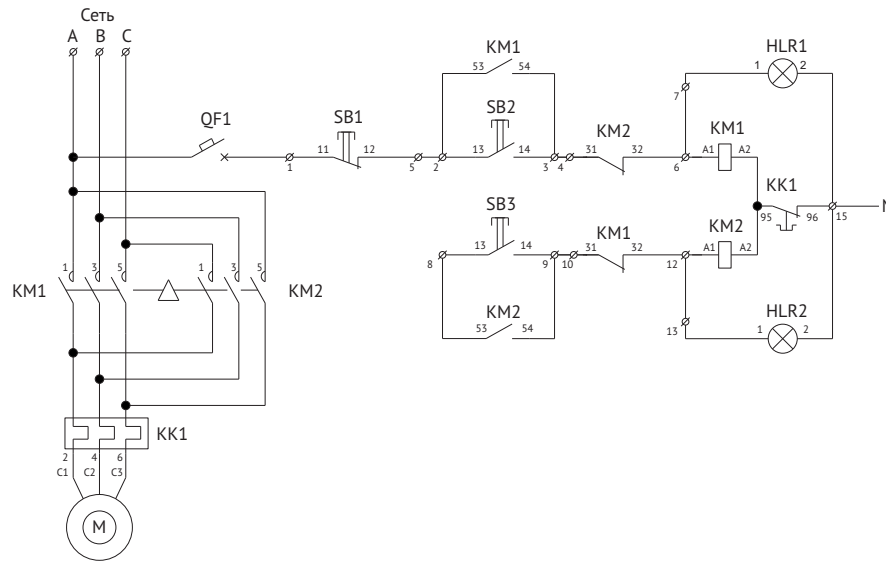 Сеть
A B C
QF1
1
SB1
11 12
5 2
KM1
53 54
SB2
13 14
3 4
KM2
31 32
6
7
HLR1
1 2
KM1
A1 A2
KK1
95 96
15
8
SB3
13 14
9 10
KM1
31 32
12
KM2
A1 A2
KM2
53 54
13
HLR2
1 2
KM1
1 3 5
1 3 5
KM2
KK1
2 4 6
C1 C2 C3
M